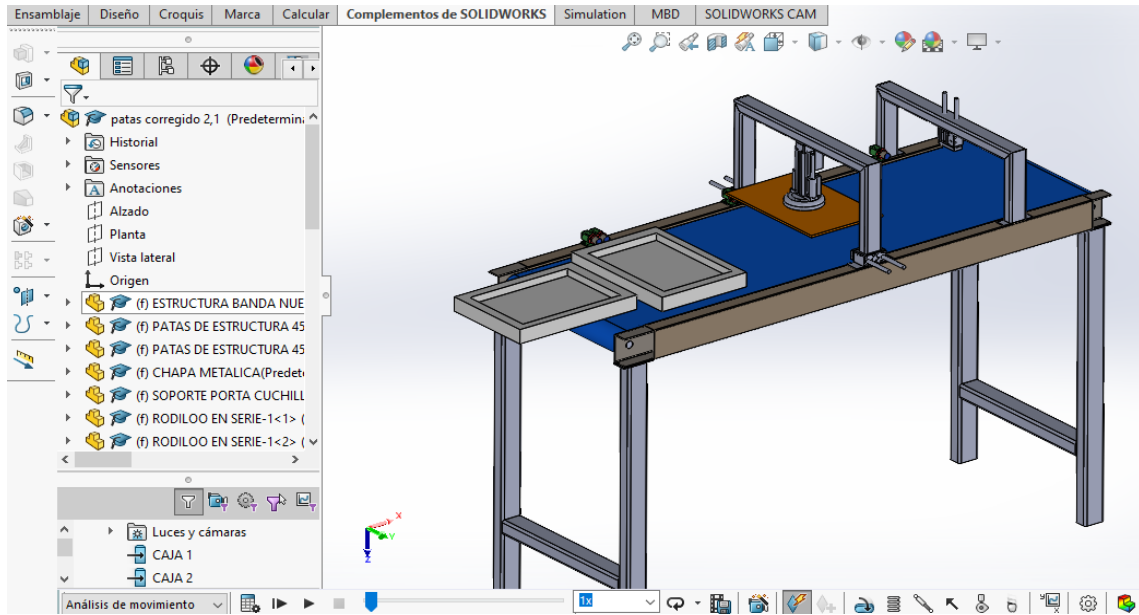 Ensamblaje Diseño Croquis Marca Calcular Complementos de SOLIDWORKS Simulation MBD SOLIDWORKS CAM
patas corregido 2,1 (Predetermina
Historial
Sensores
Anotaciones
Alzado
Planta
Vista lateral
Origen
(f) ESTRUCTURA BANDA NUE
(f) PATAS DE ESTRUCTURA 45
(f) PATAS DE ESTRUCTURA 45
(f) CHAPA METALICA(Predete
(f) SOPORTE PORTA CUCHILL
(f) RODILOO EN SERIE-1<1> (
(f) RODILOO EN SERIE-1<2> (
Luces y cámaras
CAJA 1
CAJA 2
X
Y
Z
Análisis de movimiento 1x